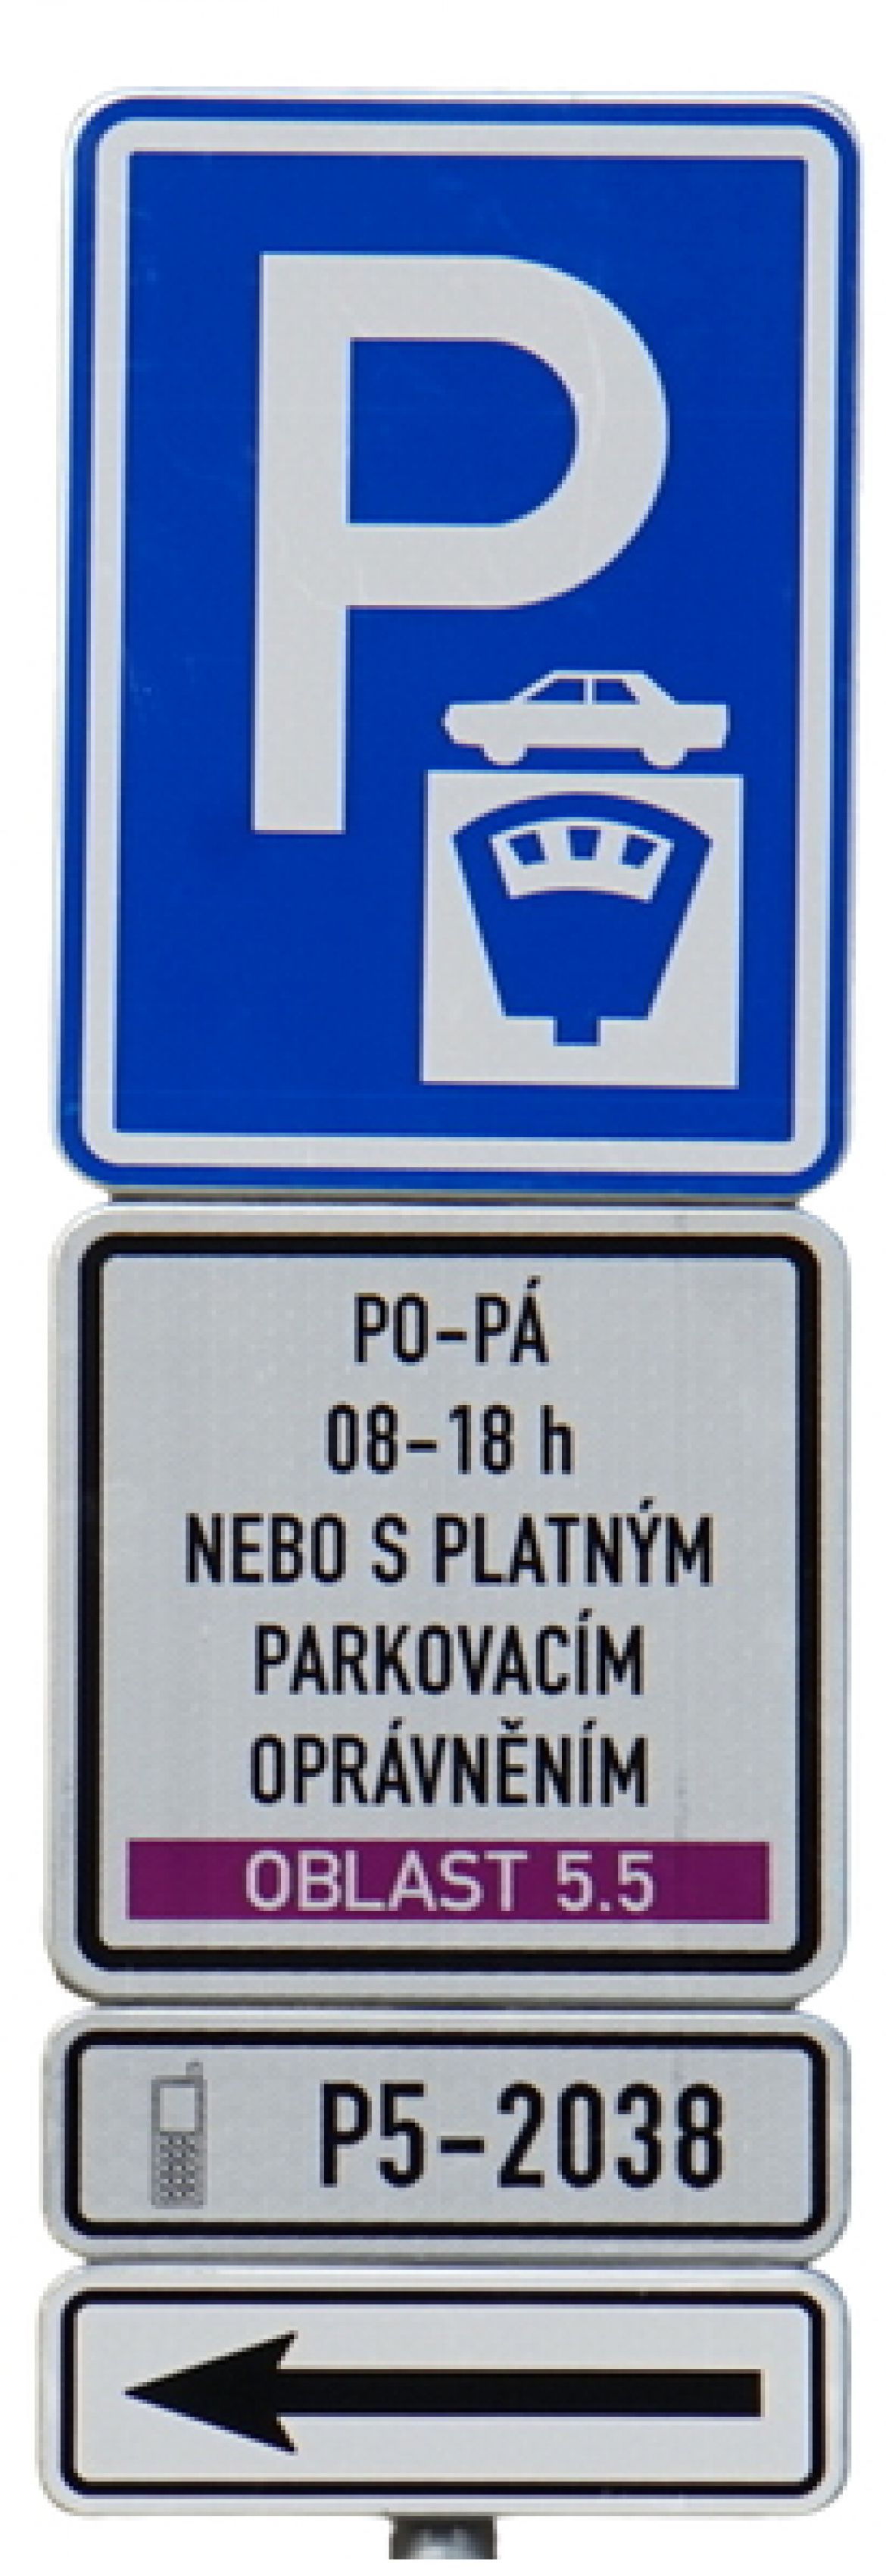 P
PO-PÁ
08-18 h
NEBO S PLATNÝM
PARKOVACÍM
OPRÁVNĚNÍM
OBLAST 5.5
P5-2038